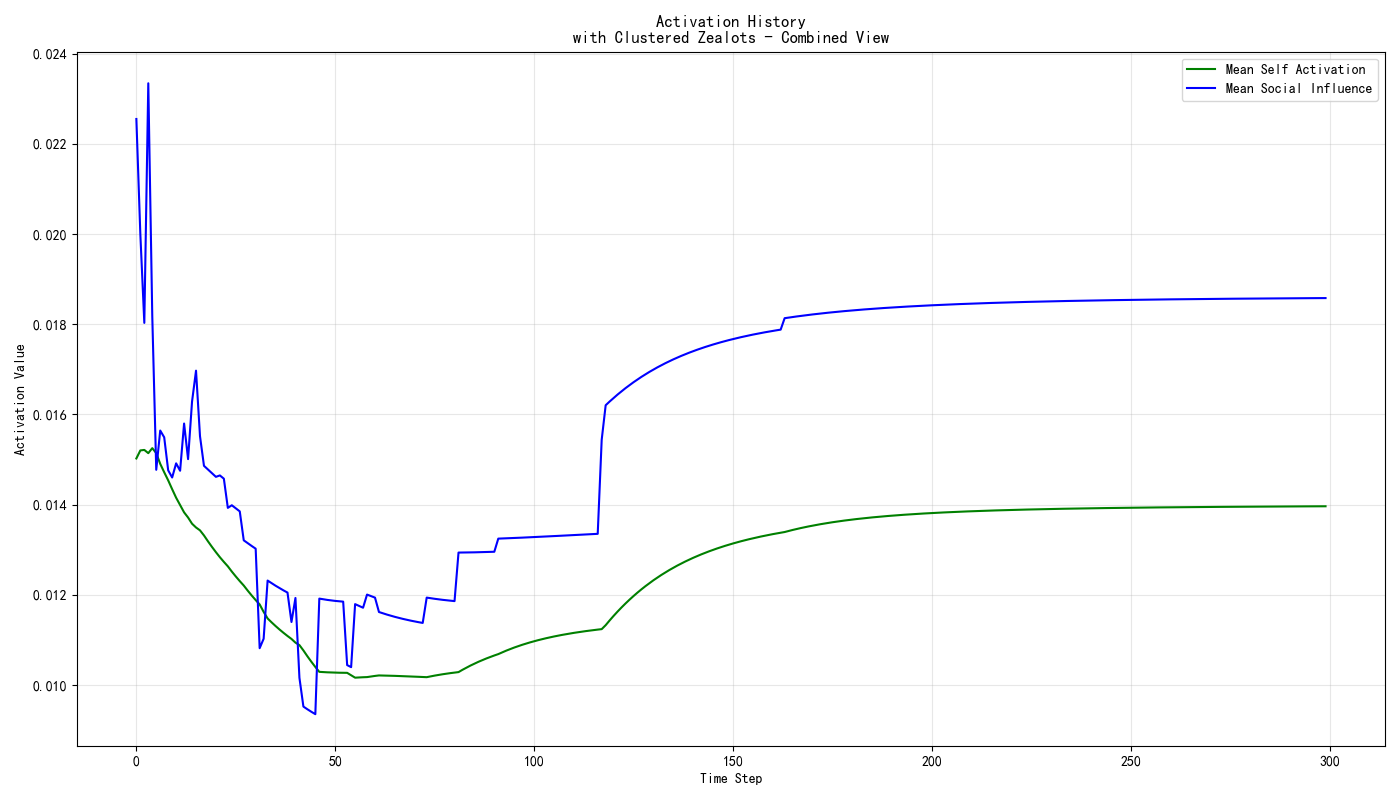 Activation History
with Clustered Zealots - Combined View
Mean Self Activation
Mean Social Influence
Activation Value
0.024
0.022
0.020
0.018
0.016
0.014
0.012
0.010
0
50
100
150
200
250
300
Time Step